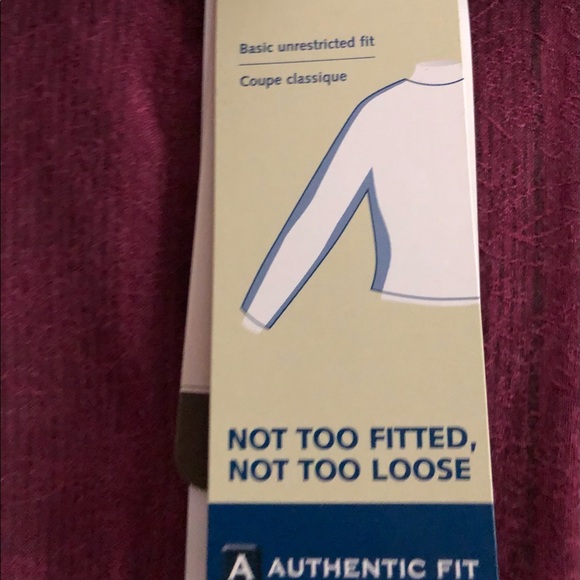 Basic unrestricted fit
Coupe classique
NOT TOO FITTED,
NOT TOO LOOSE
A AUTHENTIC FIT